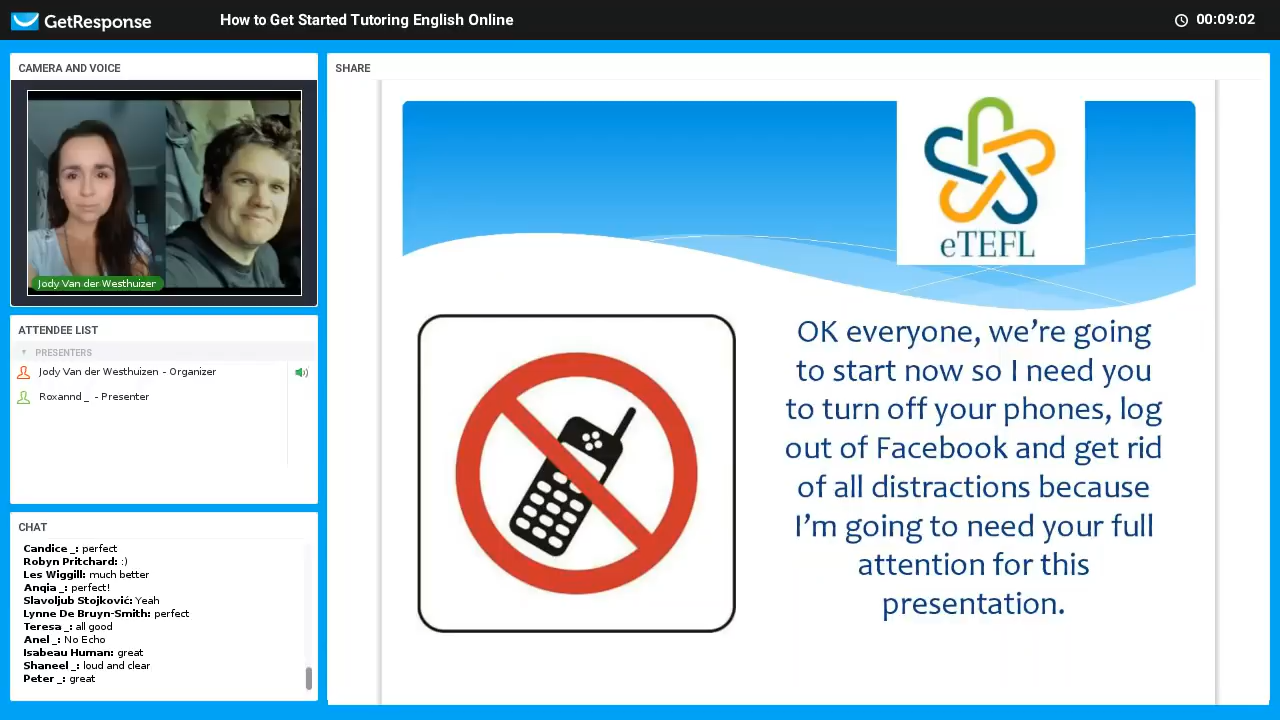 GetResponse
How to Get Started Tutoring English Online
00:09:02
CAMERA AND VOICE
Jody Van der Westhuizer
ATTENDEE LIST
PRESENTERS
Jody Van der Westhuizen - Organizer
Roxannd _ - Presenter
CHAT
Candice _: perfect
Robyn Pritchard: :)
Les Wiggill: much better
Anqia _: perfect!
Slavoljub Stojković: Yeah
Lynne De Bruyn-Smith: perfect
Teresa _: all good
Anel _: No Echo
Isabeau Human: great
Shaneel _: loud and clear
Peter _: great
SHARE
eTEFL
OK everyone, we're going
to start now so I need you
to turn off your phones, log
out of Facebook and get rid
of all distractions because
I'm going to need your full
attention for this
presentation.